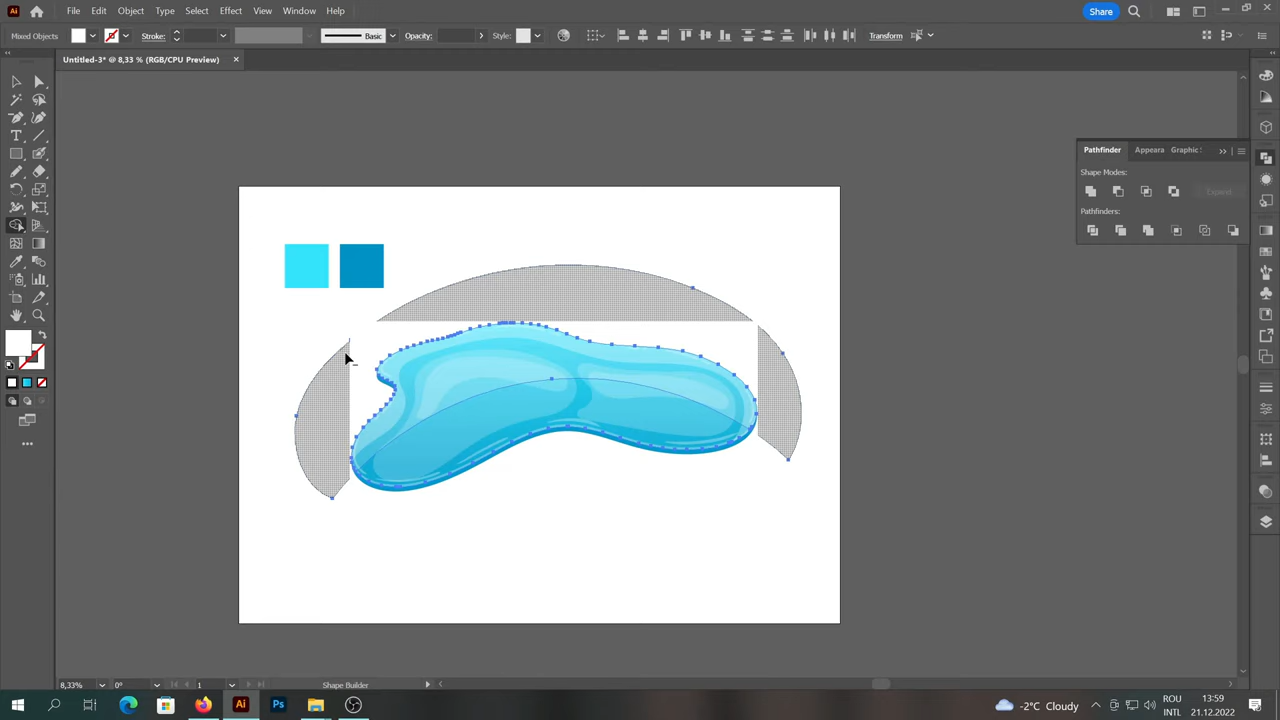 Ai File Edit Object Type Select Effect View Window Help Share
Mixed Objects Stroke: Basic Opacity: Style: Transform
Untitled-3* @ 8,33 % (RGB/CPU Preview) ×
Pathfinder Appeara Graphic
Shape Modes:
Expand
Pathfinders:
8,33% 0° 1 Shape Builder
Ai Ps -2°C Cloudy ROU 13:59
INTL 21.12.2022